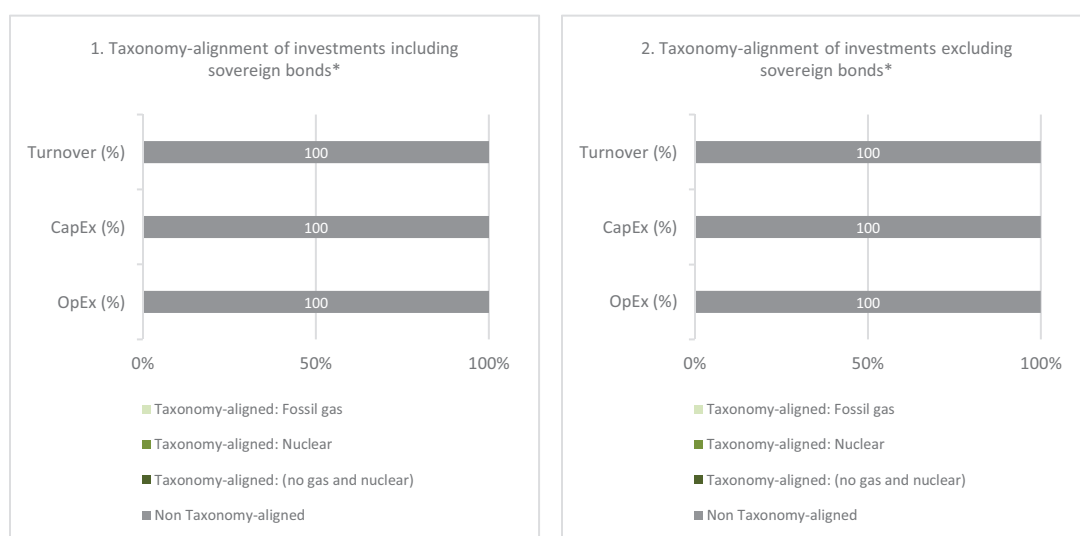 1. Taxonomy-alignment of investments including
sovereign bonds*
Turnover (%)
100
CapEx (%)
100
OpEx (%)
100
0%
50%
100%
Taxonomy-aligned: Fossil gas
Taxonomy-aligned: Nuclear
Taxonomy-aligned: (no gas and nuclear)
Non Taxonomy-aligned
2. Taxonomy-alignment of investments excluding
sovereign bonds*
Turnover (%)
100
CapEx (%)
100
OpEx (%)
100
0%
50%
100%
Taxonomy-aligned: Fossil gas
Taxonomy-aligned: Nuclear
Taxonomy-aligned: (no gas and nuclear)
Non Taxonomy-aligned